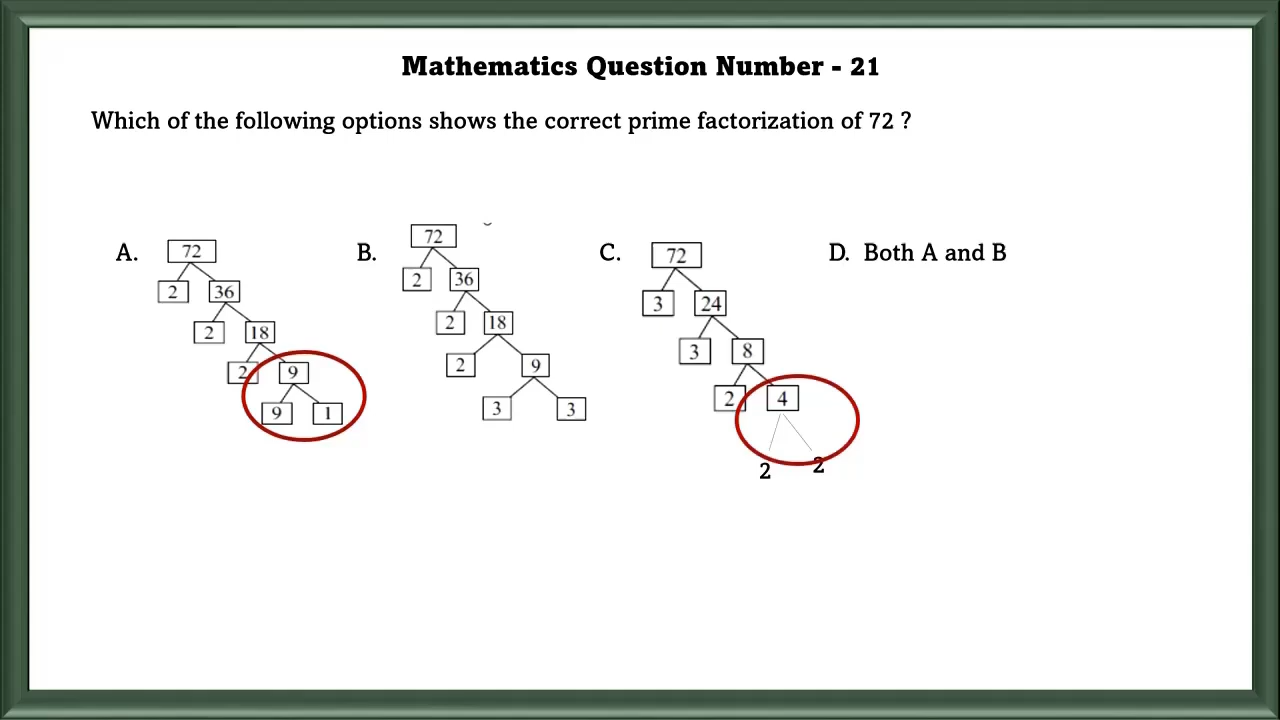 Mathematics Question Number - 21
Which of the following options shows the correct prime factorization of 72 ?
A.
72
2 36
2 18
2 9
9 1
B.
72
2 36
2 18
2 9
3 3
C.
72
3 24
3 8
2 4
2 2
D. Both A and B